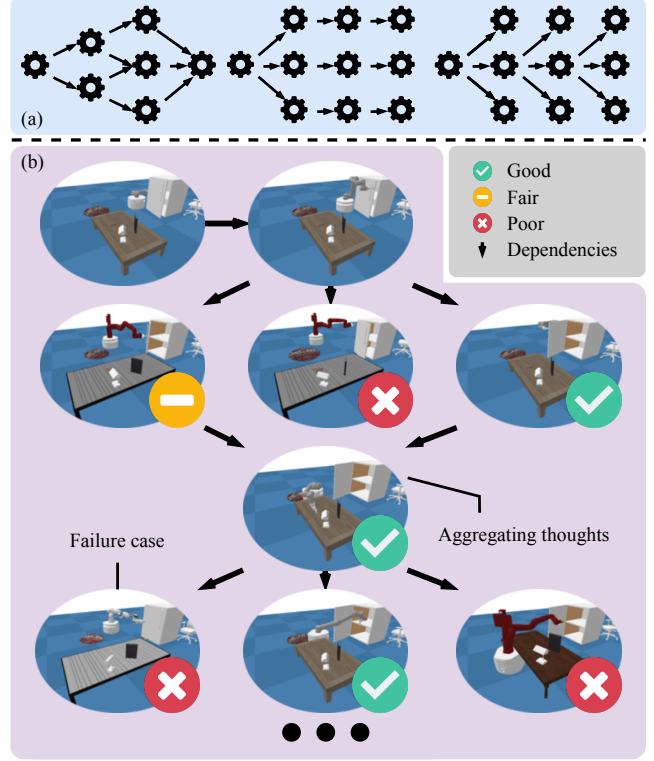 (a)
(b)
Good
Fair
Poor
Dependencies
Aggregating thoughts
Failure case